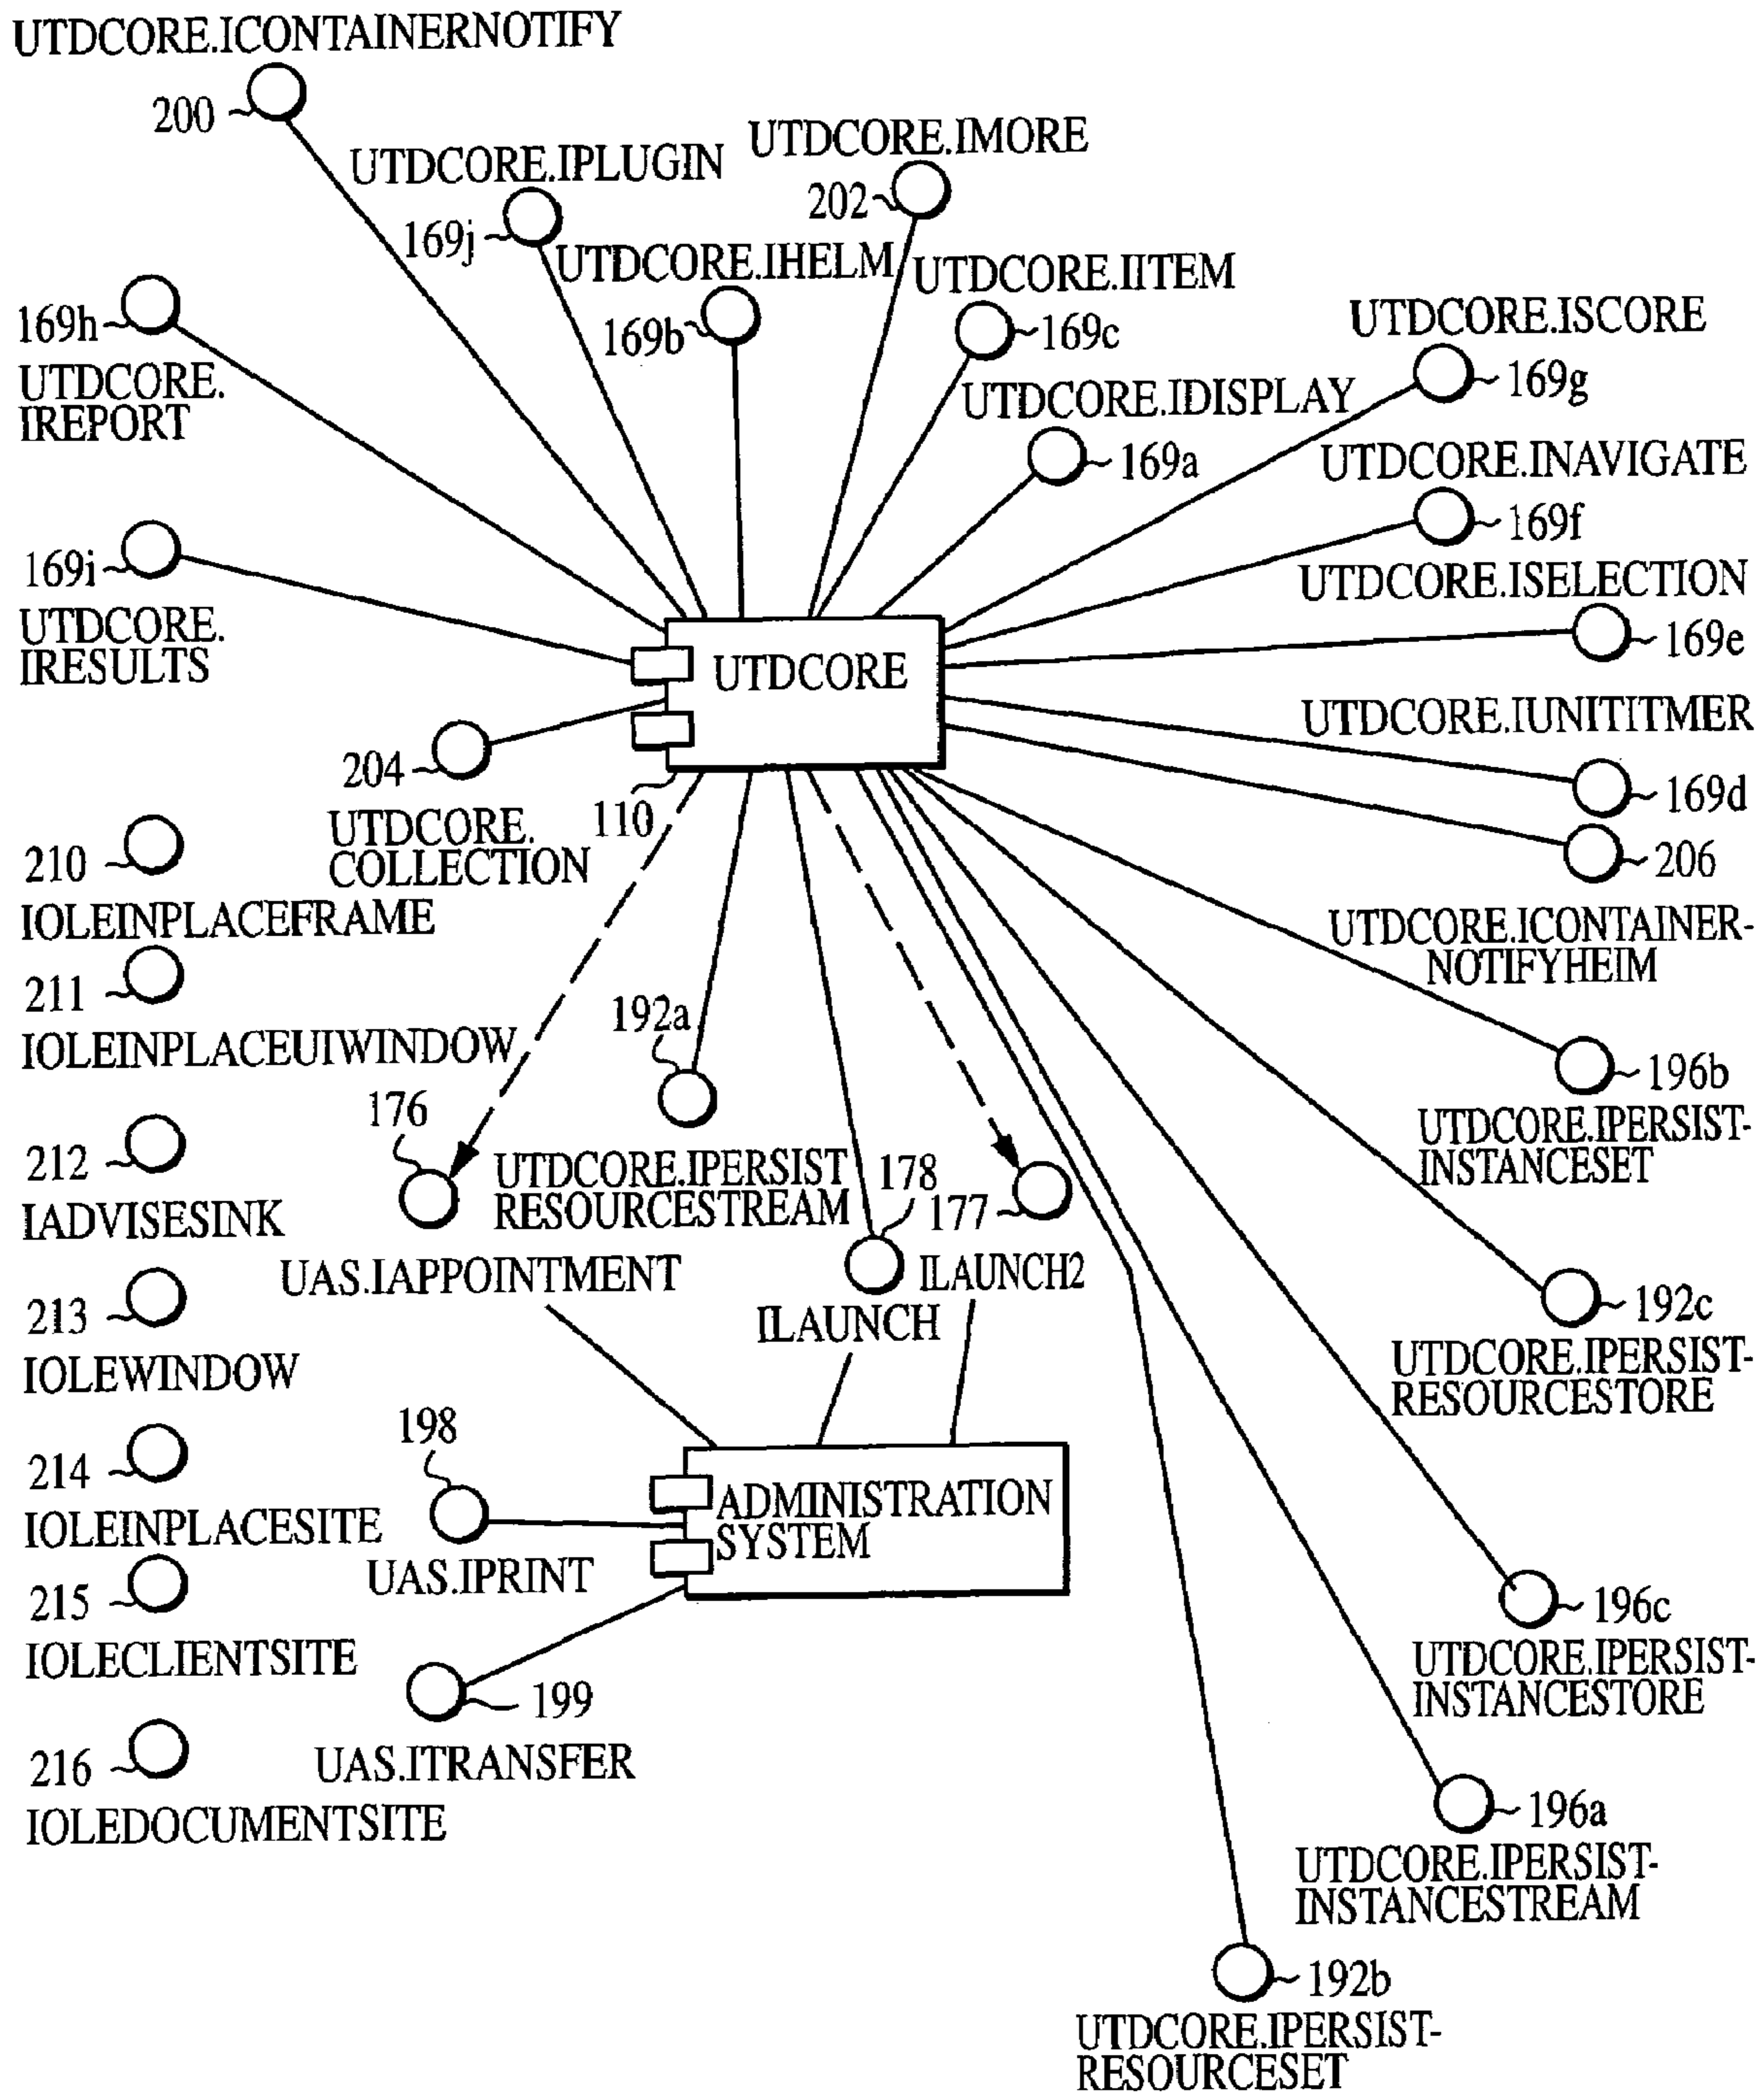 UTDCORE.ICONTAINERNOTIFY
200
UTDCORE.IPLUGIN
169j
UTDCORE.IMORE
202
UTDCORE.IHELM
169b
UTDCORE.IITEM
169c
169h
UTDCORE.
IREPORT
UTDCORE.ISCORE
169g
UTDCORE.IDISPLAY
169a
UTDCORE.INAVIGATE
169f
169i
UTDCORE.
IRESULTS
UTDCORE.ISELECTION
169e
UTDCORE
UTDCORE.IUNITITMER
169d
204
UTDCORE.
COLLECTION
110
206
UTDCORE.ICONTAINER-
NOTIFYHEIM
210
IOLEINPLACEFRAME
211
IOLEINPLACEUIWINDOW
192a
UTDCORE.IPERSIST
RESOURCESTREAM
196b
UTDCORE.IPERSIST-
INSTANCESET
176
UAS.IAPPOINTMENT
212
IADVISESINK
178
ILAUNCH
177
ILAUNCH2
213
IOLEWINDOW
192c
UTDCORE.IPERSIST-
RESOURCESTORE
198
UAS.IPRINT
ADMINISTRATION
SYSTEM
214
IOLEINPLACESITE
215
IOLECLIENTSITE
196c
UTDCORE.IPERSIST-
INSTANCESTORE
199
UAS.ITRANSFER
216
IOLEDOCUMENTSITE
196a
UTDCORE.IPERSIST-
INSTANCESTREAM
192b
UTDCORE.IPERSIST-
RESOURCESET